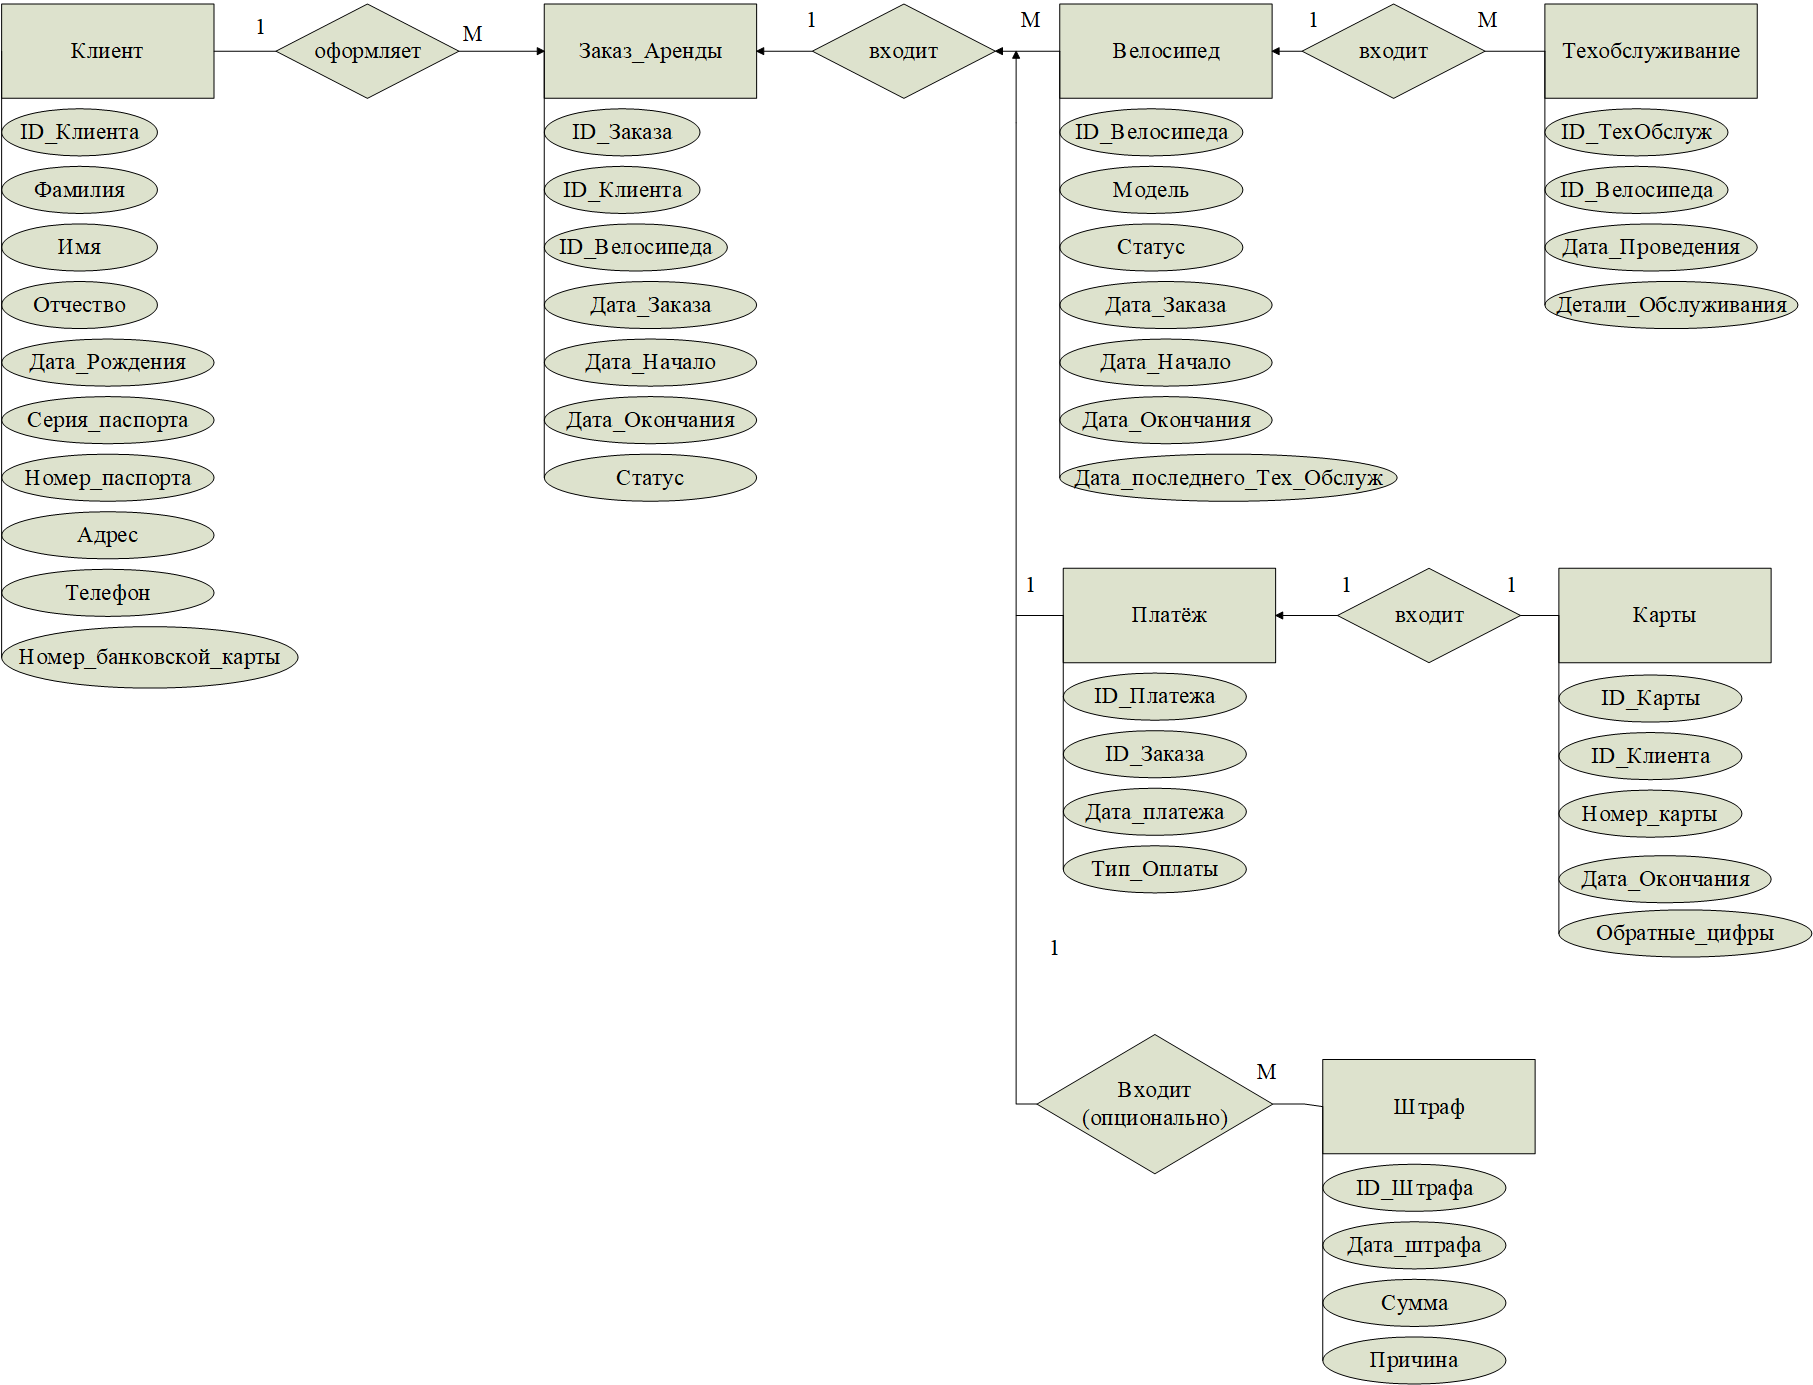 Клиент
1
оформляет
М
Заказ_Аренды
1
входит
М
Велосипед
1
входит
М
Техобслуживание
ID_Клиента
Фамилия
Имя
Отчество
Дата_Рождения
Серия_паспорта
Номер_паспорта
Адрес
Телефон
Номер_банковской_карты
ID_Заказа
ID_Клиента
ID_Велосипеда
Дата_Заказа
Дата_Начало
Дата_Окончания
Статус
ID_Велосипеда
Модель
Статус
Дата_Заказа
Дата_Начало
Дата_Окончания
Дата_последнего_Тех_Обслуж
ID_ТехОбслуж
ID_Велосипеда
Дата_Проведения
Детали_Обслуживания
1
Платёж
1
входит
1
Карты
ID_Платежа
ID_Заказа
Дата_платежа
Тип_Оплаты
ID_Карты
ID_Клиента
Номер_карты
Дата_Окончания
Обратные_цифры
1
Входит
(опционально)
М
Штраф
ID_Штрафа
Дата_штрафа
Сумма
Причина